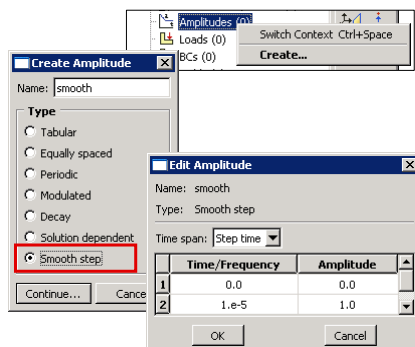 Amplitudes (0)
Loads (0)
BCs (0)
Switch Context Ctrl+Space
Create...
Create Amplitude
Name: smooth
Type
Tabular
Equally spaced
Periodic
Modulated
Decay
Solution dependent
Smooth step
Continue...
Edit Amplitude
Name: smooth
Type: Smooth step
Time span: Step time
Time/Frequency Amplitude
1 0.0 0.0
2 1.e-5 1.0
OK Cancel